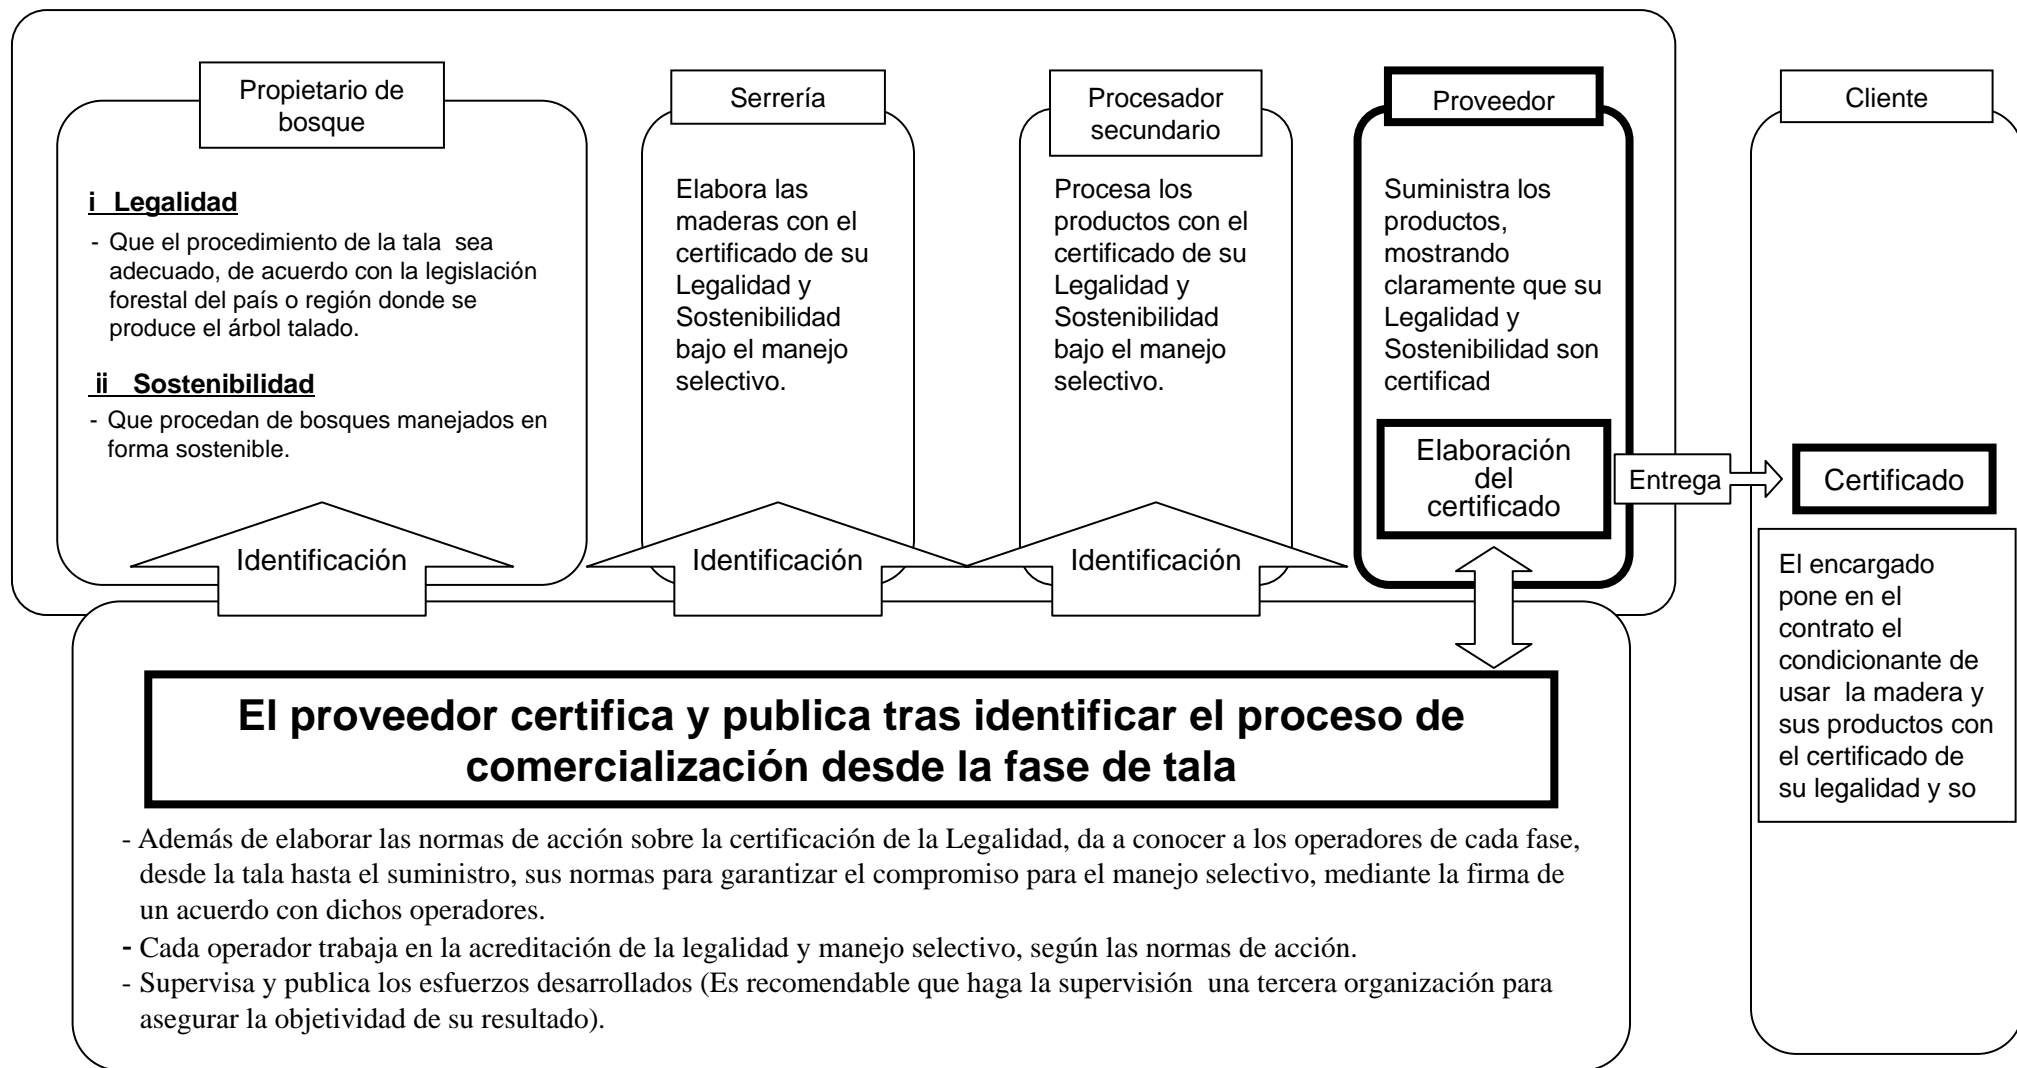 Propietario de
bosque
i Legalidad
- Que el procedimiento de la tala sea
adecuado, de acuerdo con la legislación
forestal del país o región donde se
produce el árbol talado.
ii Sostenibilidad
- Que procedan de bosques manejados en
forma sostenible.
Identificación
Serrería
Elabora las
maderas con el
certificado de su
Legalidad y
Sostenibilidad
bajo el manejo
selectivo.
Identificación
Procesador
secundario
Procesa los
productos con el
certificado de su
Legalidad y
Sostenibilidad
bajo el manejo
selectivo.
Identificación
Proveedor
Suministra los
productos,
mostrando
claramente que su
Legalidad y
Sostenibilidad son
certificad
Elaboración
del
certificado
Entrega
Cliente
Certificado
El encargado
pone en el
contrato el
condicionante de
usar la madera y
sus productos con
el certificado de
su legalidad y so
El proveedor certifica y publica tras identificar el proceso de
comercialización desde la fase de tala
- Además de elaborar las normas de acción sobre la certificación de la Legalidad, da a conocer a los operadores de cada fase,
desde la tala hasta el suministro, sus normas para garantizar el compromiso para el manejo selectivo, mediante la firma de
un acuerdo con dichos operadores.
- Cada operador trabaja en la acreditación de la legalidad y manejo selectivo, según las normas de acción.
- Supervisa y publica los esfuerzos desarrollados (Es recomendable que haga la supervisión una tercera organización para
asegurar la objetividad de su resultado).